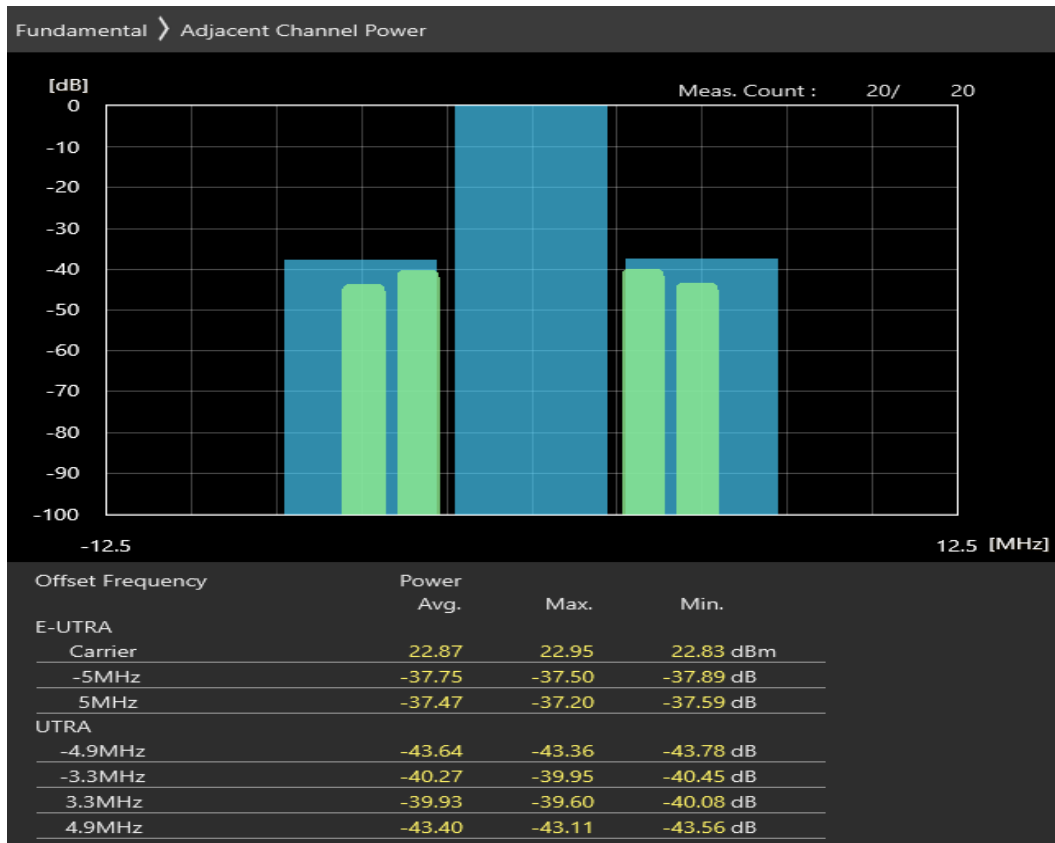 Fundamental 〉 Adjacent Channel Power
[dB]
Meas. Count : 20/ 20
0
-10
-20
-30
-40
-50
-60
-70
-80
-90
-100
-12.5 12.5 [MHz]
Offset Frequency Power
Avg. Max. Min.
E-UTRA
Carrier 22.87 22.95 22.83 dBm
-5MHz -37.75 -37.50 -37.89 dB
5MHz -37.47 -37.20 -37.59 dB
UTRA
-4.9MHz -43.64 -43.36 -43.78 dB
-3.3MHz -40.27 -39.95 -40.45 dB
3.3MHz -39.93 -39.60 -40.08 dB
4.9MHz -43.40 -43.11 -43.56 dB